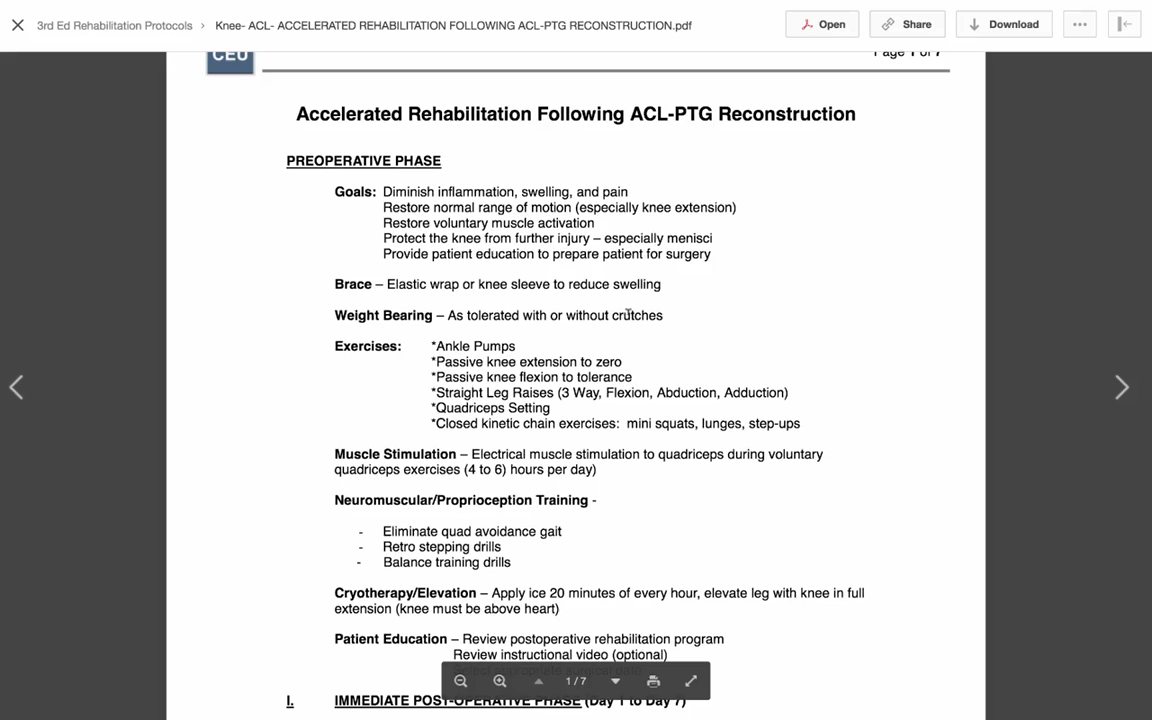 3rd Ed Rehabilitation Protocols › Knee- ACL- ACCELERATED REHABILITATION FOLLOWING ACL-PTG RECONSTRUCTION.pdf
Open
Share
Download
CEU
Page 1 of 7
Accelerated Rehabilitation Following ACL-PTG Reconstruction
PREOPERATIVE PHASE
Goals: Diminish inflammation, swelling, and pain
Restore normal range of motion (especially knee extension)
Restore voluntary muscle activation
Protect the knee from further injury – especially menisci
Provide patient education to prepare patient for surgery
Brace – Elastic wrap or knee sleeve to reduce swelling
Weight Bearing – As tolerated with or without crutches
Exercises: *Ankle Pumps
*Passive knee extension to zero
*Passive knee flexion to tolerance
*Straight Leg Raises (3 Way, Flexion, Abduction, Adduction)
*Quadriceps Setting
*Closed kinetic chain exercises: mini squats, lunges, step-ups
Muscle Stimulation – Electrical muscle stimulation to quadriceps during voluntary
quadriceps exercises (4 to 6) hours per day)
Neuromuscular/Proprioception Training -
- Eliminate quad avoidance gait
- Retro stepping drills
- Balance training drills
Cryotherapy/Elevation – Apply ice 20 minutes of every hour, elevate leg with knee in full
extension (knee must be above heart)
Patient Education – Review postoperative rehabilitation program
Review instructional video (optional)
1 / 7
I. IMMEDIATE POST-OPERATIVE PHASE (Day 1 to Day 7)